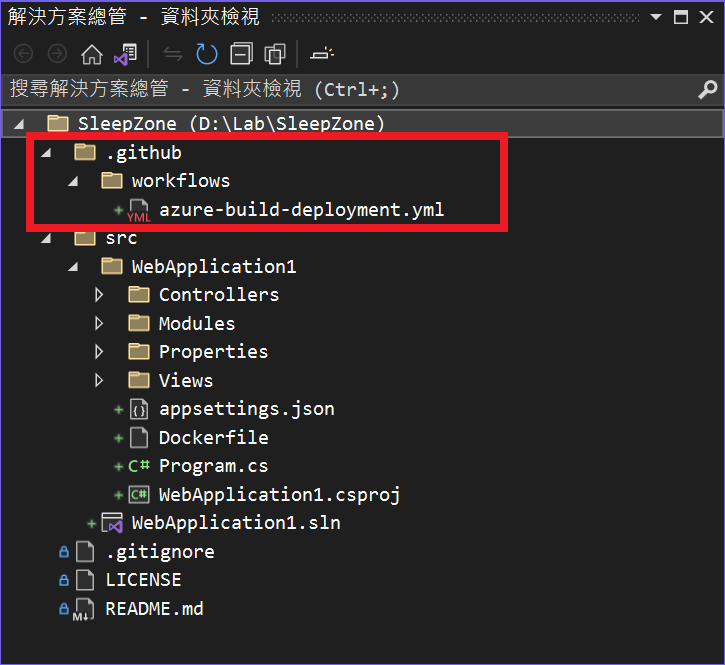 解決方案總管 - 資料夾檢視
搜尋解決方案總管 - 資料夾檢視 (Ctrl+;)
SleepZone (D:\Lab\SleepZone)
.github
workflows
YML azure-build-deployment.yml
src
WebApplication1
Controllers
Modules
Properties
Views
{} appsettings.json
Dockerfile
C# Program.cs
C# WebApplication1.csproj
WebApplication1.sln
.gitignore
LICENSE
M↓ README.md